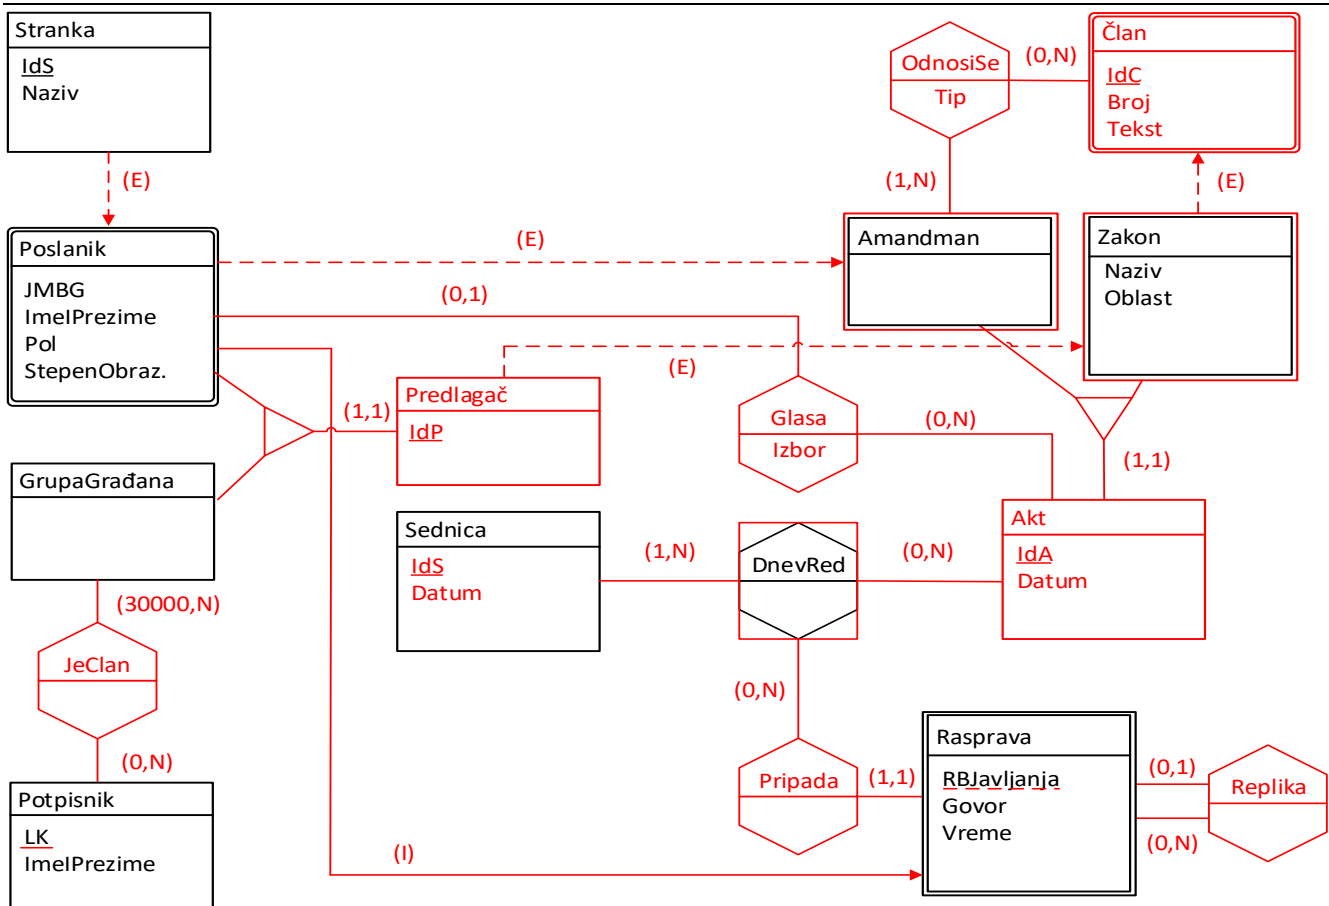 Stranka
IdS
Naziv
(E)
OdnosiSe
Tip
(0,N)
Član
IdC
Broj
Tekst
(1,N)
(E)
Poslanik
JMBG
ImeIPrezime
Pol
StepenObraz.
(E)
(0,1)
Amandman
Zakon
Naziv
Oblast
(E)
(1,1)
Predlagač
IdP
Glasa
Izbor
(0,N)
(1,1)
GrupaGrađana
Sednica
IdS
Datum
(1,N)
DnevRed
(0,N)
Akt
IdA
Datum
(30000,N)
JeClan
(0,N)
(0,N)
Potpisnik
LK
ImeIPrezime
(I)
Pripada
(1,1)
Rasprava
RBJavljanja
Govor
Vreme
(0,1)
Replika
(0,N)